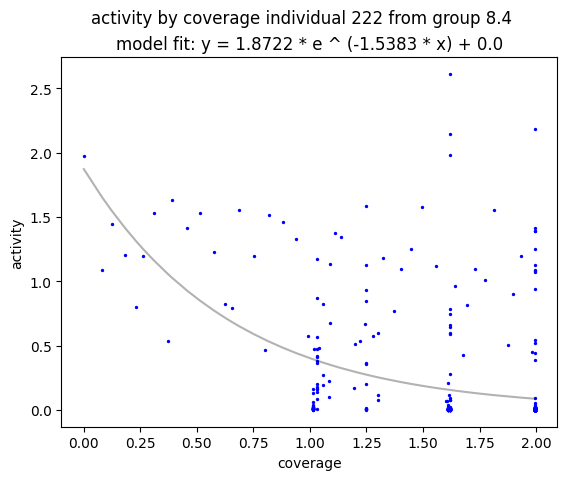 activity by coverage individual 222 from group 8.4
model fit: y = 1.8722 * e ^ (-1.5383 * x) + 0.0
2.5
2.0
1.5
1.0
0.5
0.0
activity
0.00 0.25 0.50 0.75 1.00 1.25 1.50 1.75 2.00
coverage